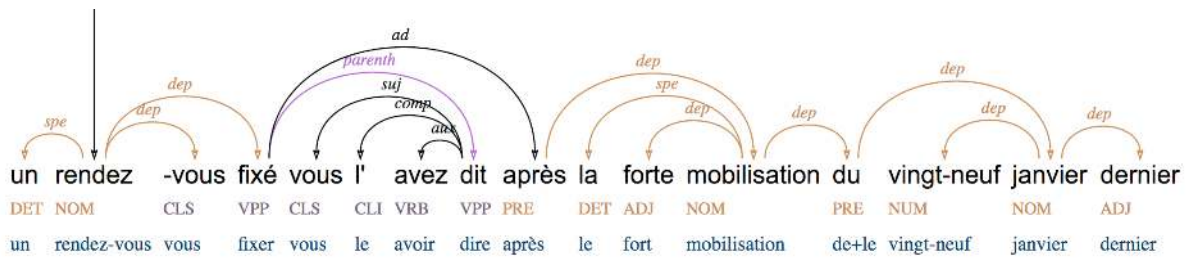 ad
parenth
dep dep suj dep spe dep
spe dep comp dep dep dep dep
aux
un rendez -vous fixé vous l' avez dit après la forte mobilisation du vingt-neuf janvier dernier
DET NOM CLS VPP CLS CLI VRB VPP PRE DET ADJ NOM PRE NUM NOM ADJ
un rendez-vous vous fixer vous le avoir dire après le fort mobilisation de+le vingt-neuf janvier dernier